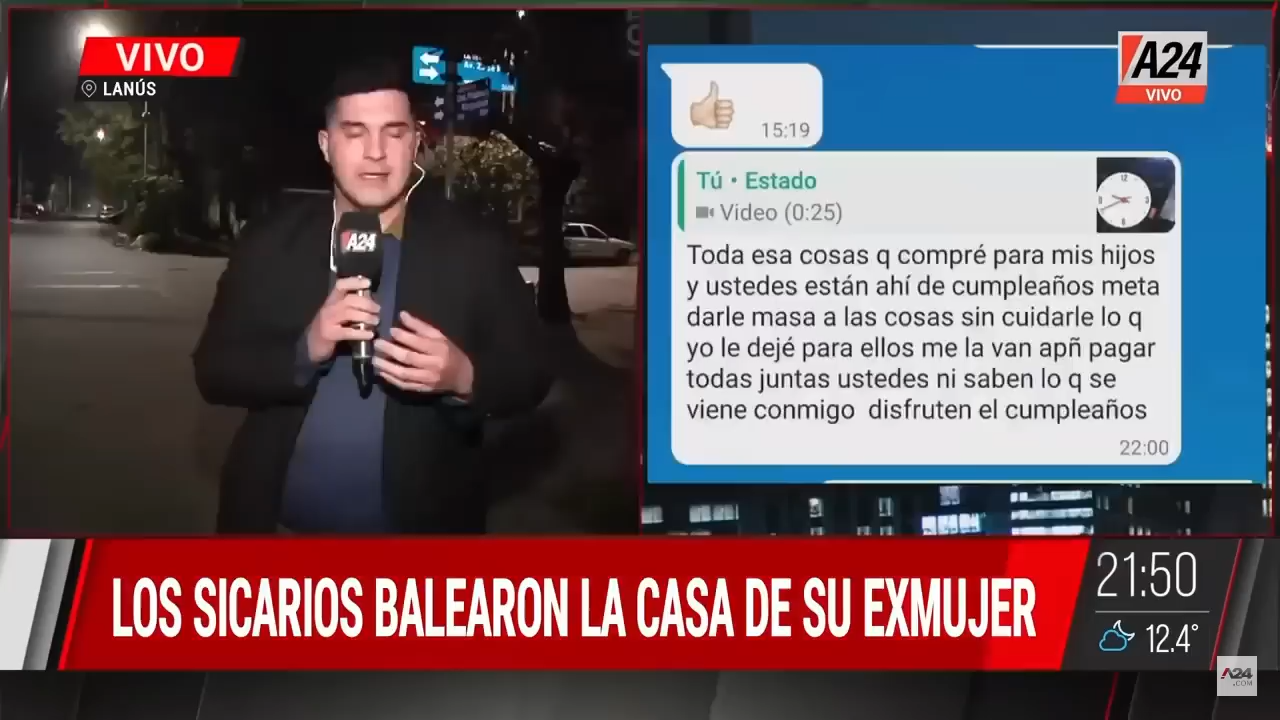 VIVO
LANÚS
A24
A24
VIVO
15:19
Tú • Estado
Video (0:25)
12
Toda esa cosas q compré para mis hijos
y ustedes están ahí de cumpleaños meta
darle masa a las cosas sin cuidarle lo q
yo le dejé para ellos me la van apñ pagar
todas juntas ustedes ni saben lo q se
viene conmigo disfruten el cumpleaños
22:00
LOS SICARIOS BALEARON LA CASA DE SU EXMUJER
21:50
12.4°
A24
.COM